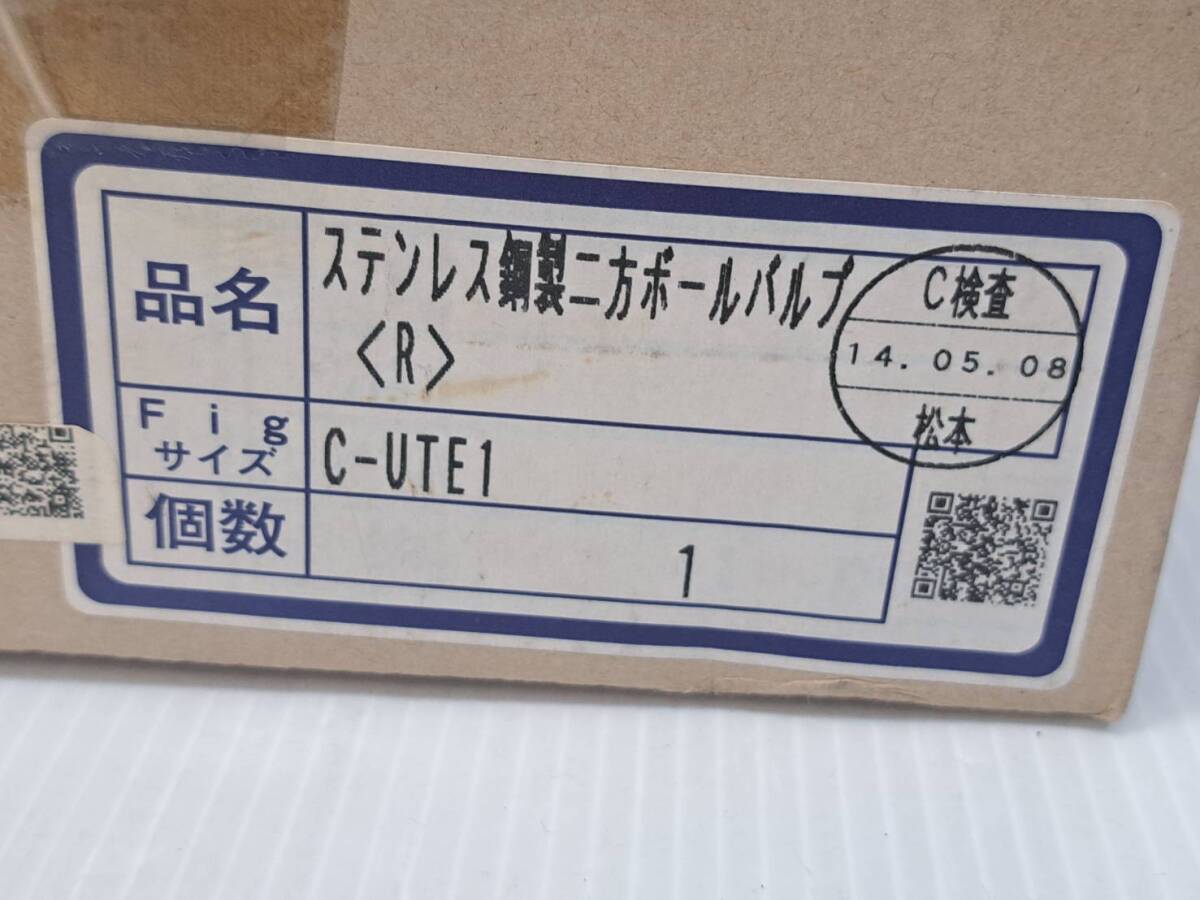 品名
ステンレス鋼製二方ボールバルブ
<R>
Fig
サイズ
C-UTE1
個数
1
C検査
14.05.08
松本